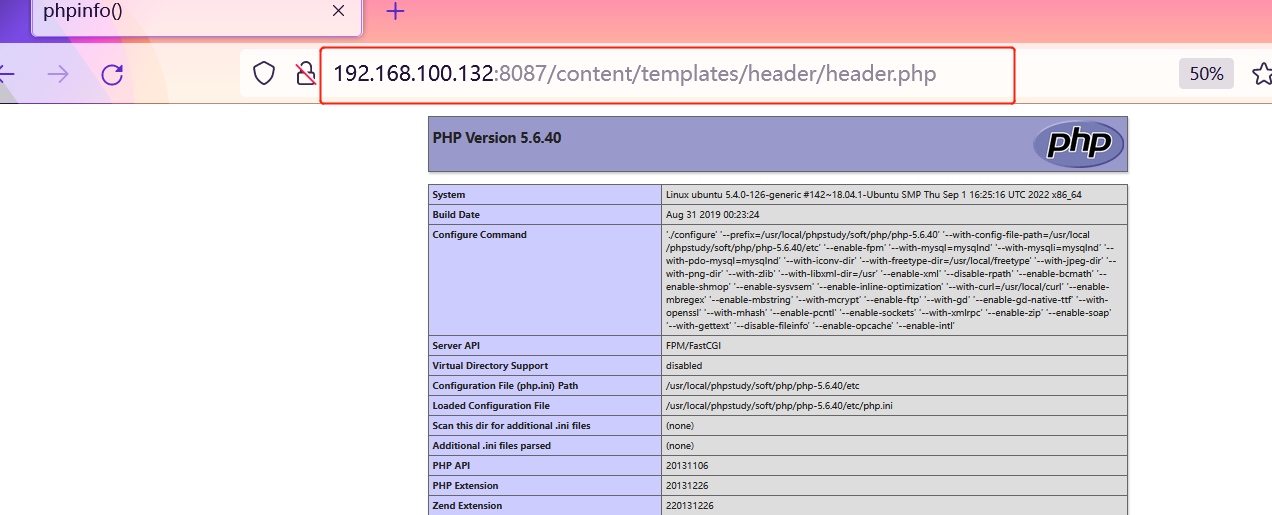 phpinfo()
192.168.100.132:8087/content/templates/header/header.php
50%
PHP Version 5.6.40
php
System Linux ubuntu 5.4.0-126-generic #142~18.04.1-Ubuntu SMP Thu Sep 1 16:25:16 UTC 2022 x86_64
Build Date Aug 31 2019 00:23:24
Configure Command './configure' '--prefix=/usr/local/phpstudy/soft/php/php-5.6.40' '--with-config-file-path=/usr/local
/phpstudy/soft/php/php-5.6.40/etc' '--enable-fpm' '--with-mysql=mysqlnd' '--with-mysqli=mysqlnd' '--
with-pdo-mysql=mysqlnd' '--with-iconv-dir' '--with-freetype-dir=/usr/local/freetype' '--with-jpeg-dir' '--
with-png-dir' '--with-zlib' '--with-libxml-dir=/usr' '--enable-xml' '--disable-rpath' '--enable-bcmath' '--
enable-shmop' '--enable-sysvsem' '--enable-inline-optimization' '--with-curl=/usr/local/curl' '--enable-
mbregex' '--enable-mbstring' '--with-mcrypt' '--enable-ftp' '--with-gd' '--enable-gd-native-ttf' '--with-
openssl' '--with-mhash' '--enable-pcntl' '--enable-sockets' '--with-xmlrpc' '--enable-zip' '--enable-soap'
'--with-gettext' '--disable-fileinfo' '--enable-opcache' '--enable-intl'
Server API FPM/FastCGI
Virtual Directory Support disabled
Configuration File (php.ini) Path /usr/local/phpstudy/soft/php/php-5.6.40/etc
Loaded Configuration File /usr/local/phpstudy/soft/php/php-5.6.40/etc/php.ini
Scan this dir for additional .ini files (none)
Additional .ini files parsed (none)
PHP API 20131106
PHP Extension 20131226
Zend Extension 220131226